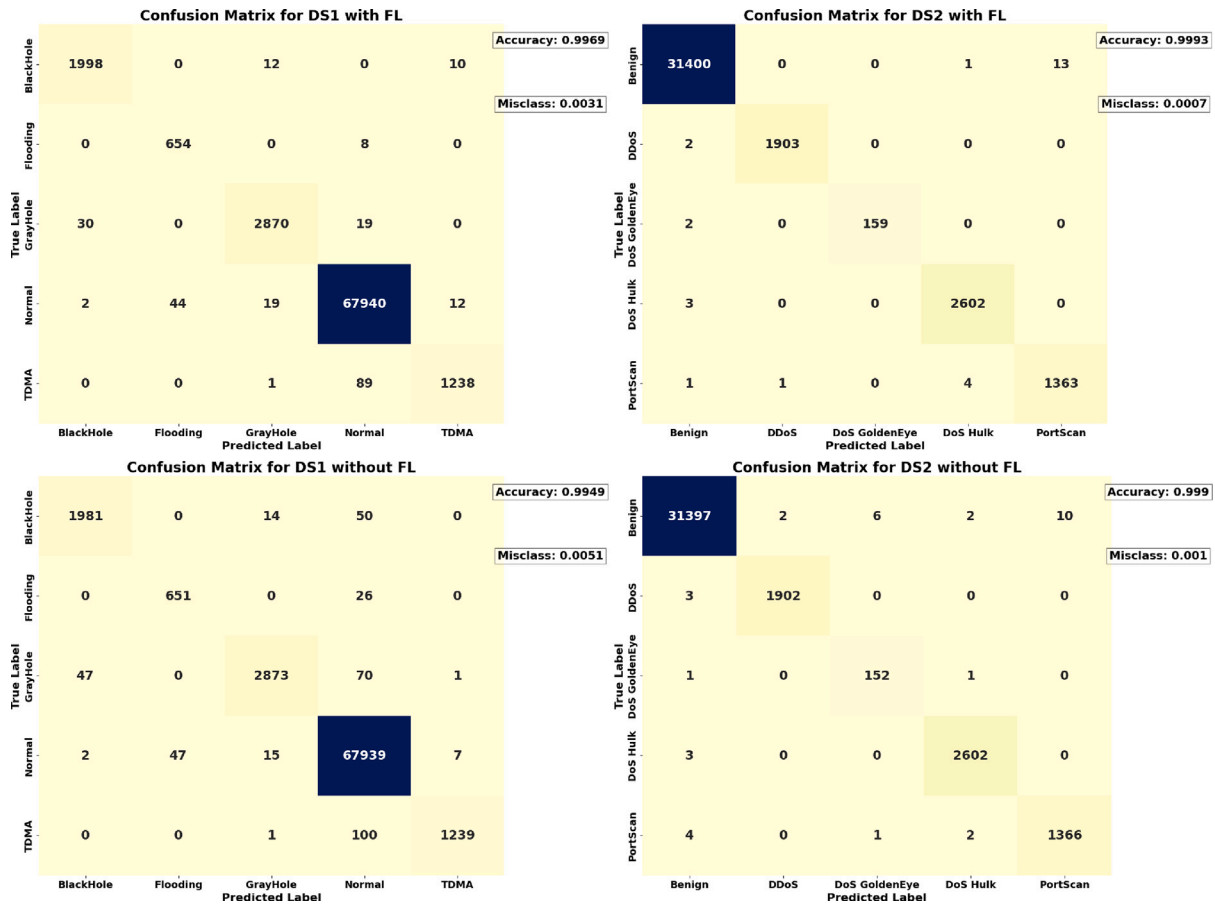 Confusion Matrix for DS1 with FL
Accuracy: 0.9969
Misclass: 0.0031
True Label
BlackHole 1998 0 12 0 10
Flooding 0 654 0 8 0
GrayHole 30 0 2870 19 0
Normal 2 44 19 67940 12
TDMA 0 0 1 89 1238
BlackHole Flooding GrayHole Normal TDMA
Predicted Label
Confusion Matrix for DS2 with FL
Accuracy: 0.9993
Misclass: 0.0007
True Label
Benign 31400 0 0 1 13
DDoS 2 1903 0 0 0
DoS GoldenEye 2 0 159 0 0
DoS Hulk 3 0 0 2602 0
PortScan 1 1 0 4 1363
Benign DDoS DoS GoldenEye DoS Hulk PortScan
Predicted Label
Confusion Matrix for DS1 without FL
Accuracy: 0.9949
Misclass: 0.0051
True Label
BlackHole 1981 0 14 50 0
Flooding 0 651 0 26 0
GrayHole 47 0 2873 70 1
Normal 2 47 15 67939 7
TDMA 0 0 1 100 1239
BlackHole Flooding GrayHole Normal TDMA
Predicted Label
Confusion Matrix for DS2 without FL
Accuracy: 0.999
Misclass: 0.001
True Label
Benign 31397 2 6 2 10
DDoS 3 1902 0 0 0
DoS GoldenEye 1 0 152 1 0
DoS Hulk 3 0 0 2602 0
PortScan 4 0 1 2 1366
Benign DDoS DoS GoldenEye DoS Hulk PortScan
Predicted Label